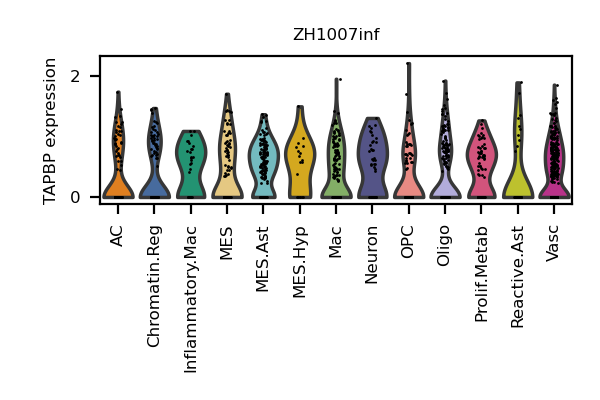 ZH1007inf
TAPBP expression
2
0
AC
Chromatin.Reg
Inflammatory.Mac
MES
MES.Ast
MES.Hyp
Mac
Neuron
OPC
Oligo
Prolif.Metab
Reactive.Ast
Vasc